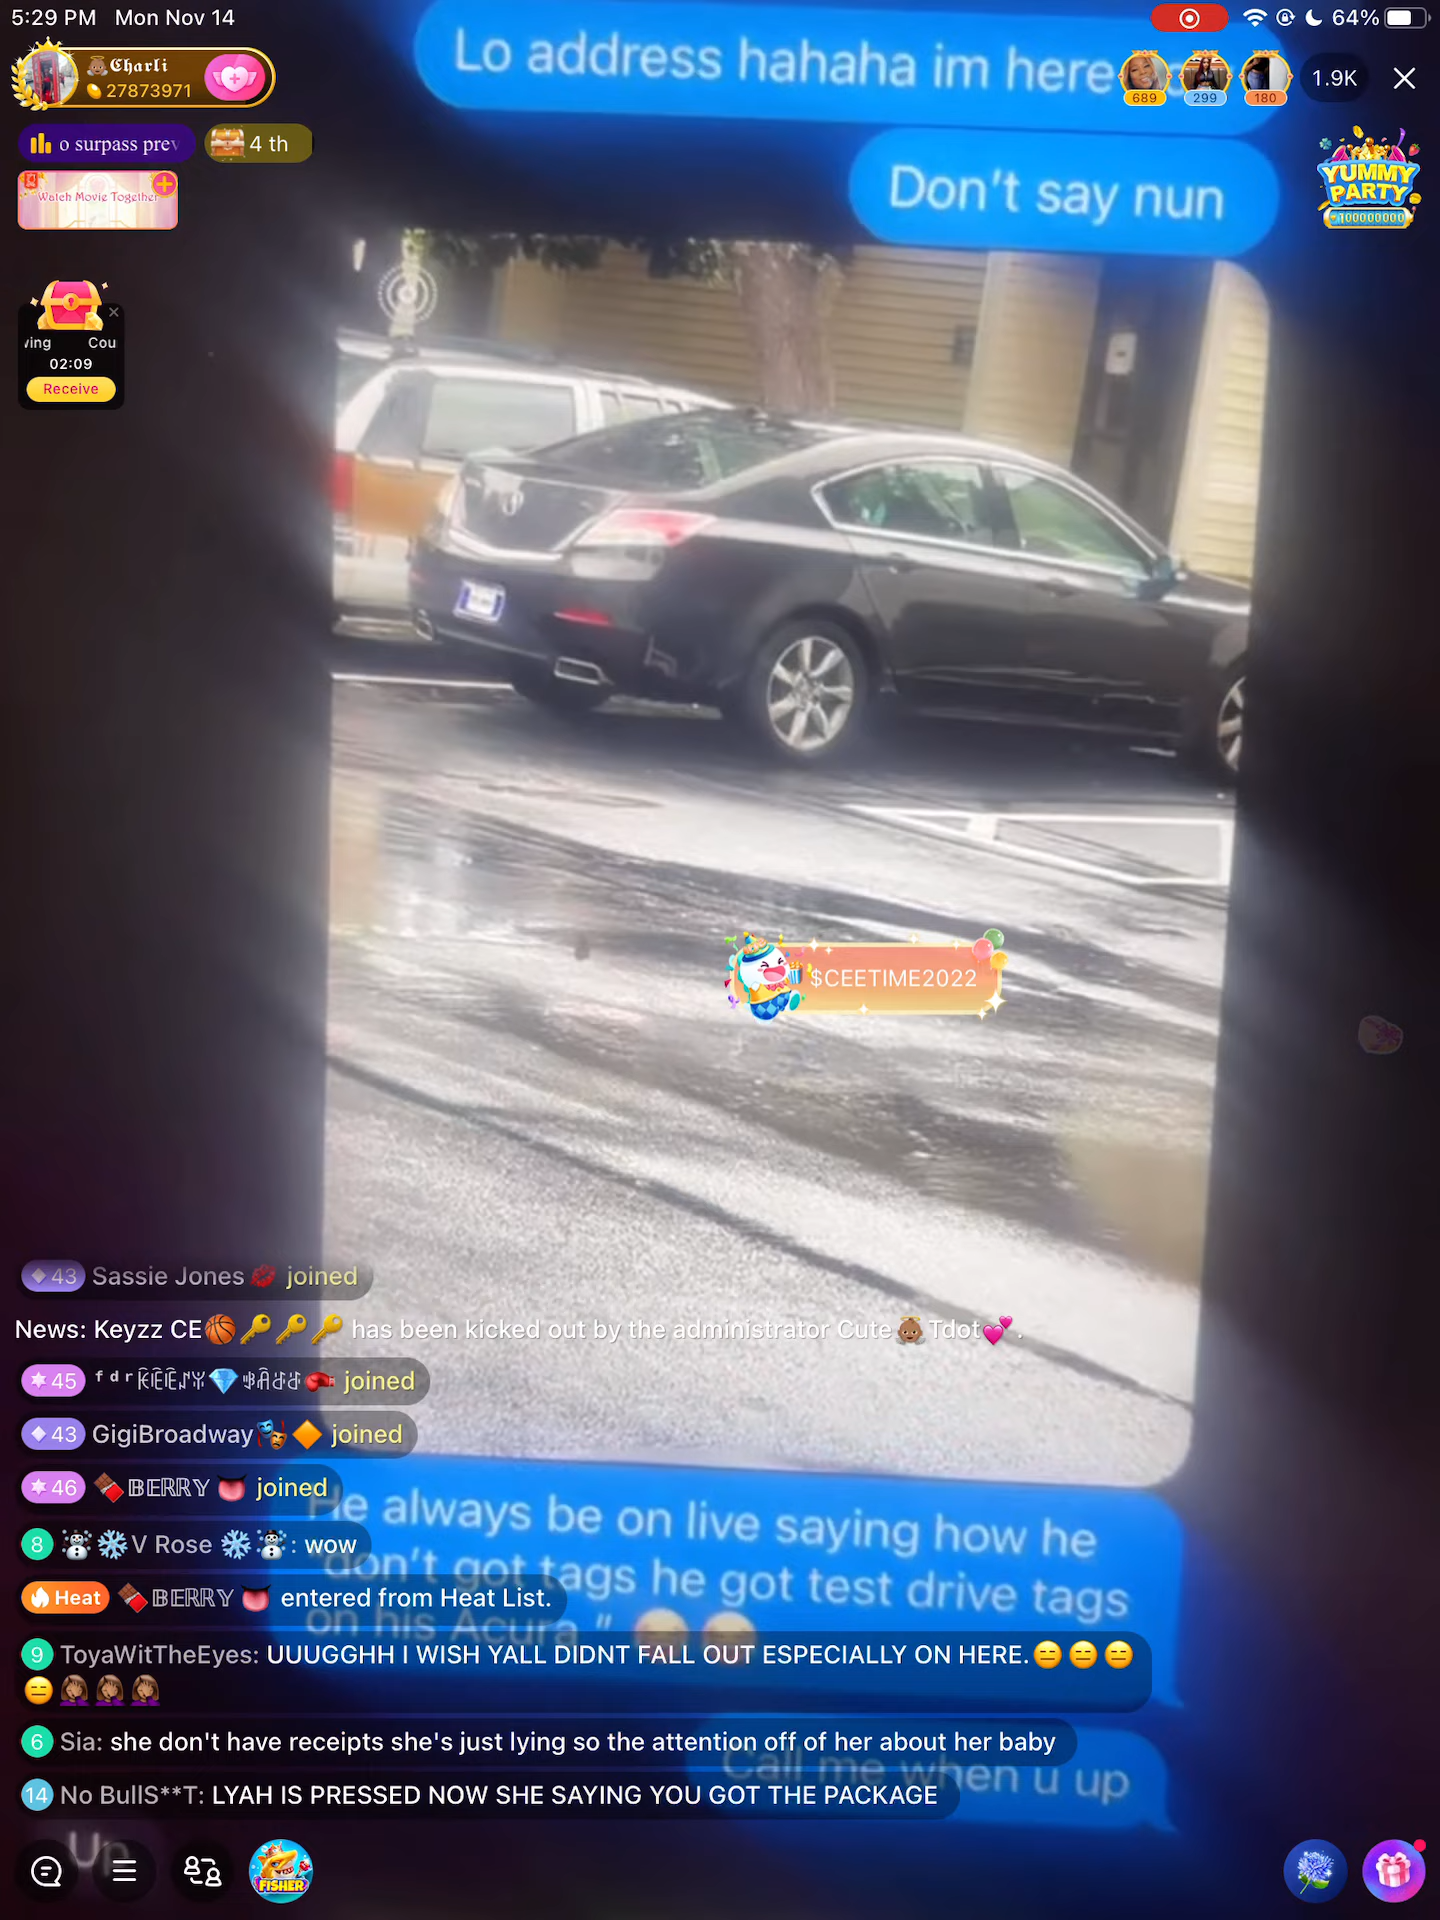 5:29 PM Mon Nov 14
64%
Lo address hahaha im here
Charli
27873971
689
299
180
1.9K
o surpass prev
4 th
Watch Movie Together
Don't say nun
YUMMY
PARTY
100000000
ving Cou
02:09
Receive
$CEETIME2022
43 Sassie Jones 💋 joined
News: Keyzz CE🏀🔑🔑🔑 has been kicked out by the administrator Cute👼🏽Tdot💕.
45 joined
43 GigiBroadway🎭🔶 joined
46 🍫𝔹𝔼ℝℝ𝕐👅 joined
He always be on live saying how he
don't got tags he got test drive tags
on his Acura "
8 ☃️❄️V Rose ❄️☃️: wow
Heat 🍫𝔹𝔼ℝℝ𝕐👅 entered from Heat List.
9 ToyaWitTheEyes: UUUGGHH I WISH YALL DIDNT FALL OUT ESPECIALLY ON HERE.😑😑😑
😑🤦🏽‍♀️🤦🏽‍♀️🤦🏽‍♀️
6 Sia: she don't have receipts she's just lying so the attention off of her about her baby
Call me when u up
14 No BullS**T: LYAH IS PRESSED NOW SHE SAYING YOU GOT THE PACKAGE
Up
FISHER